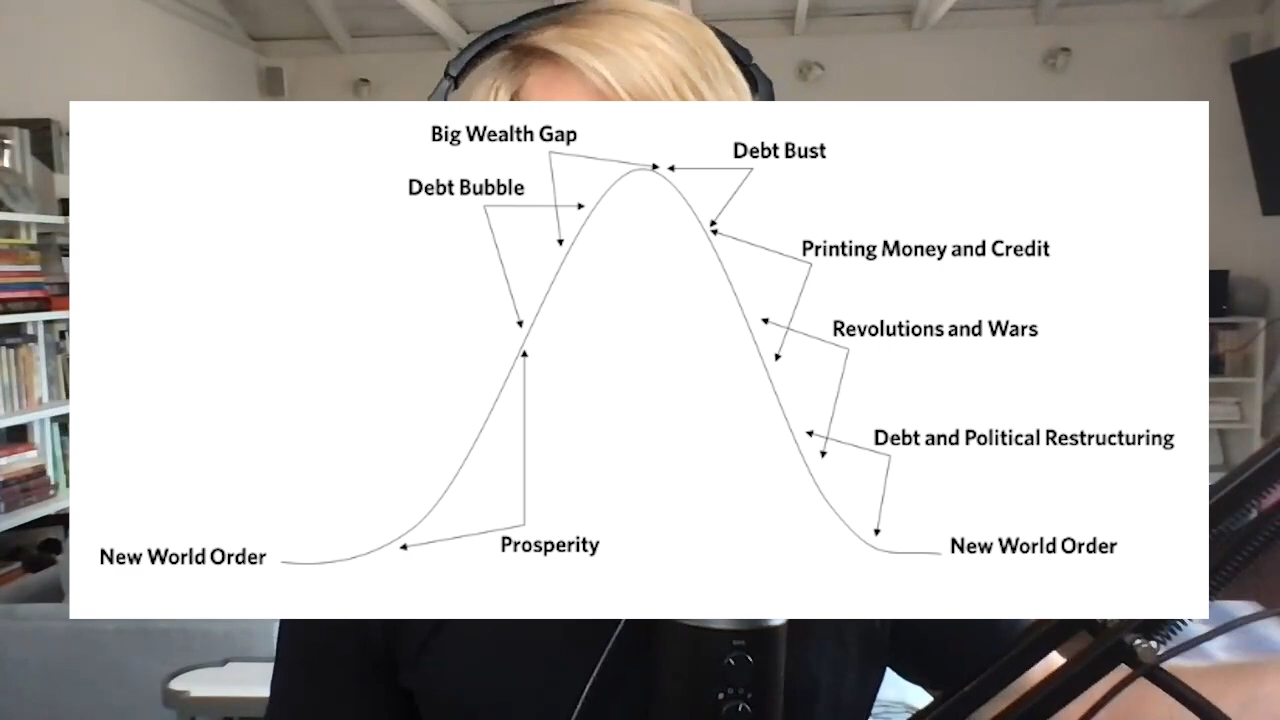 Big Wealth Gap
Debt Bust
Debt Bubble
Printing Money and Credit
Revolutions and Wars
Debt and Political Restructuring
New World Order
Prosperity
New World Order